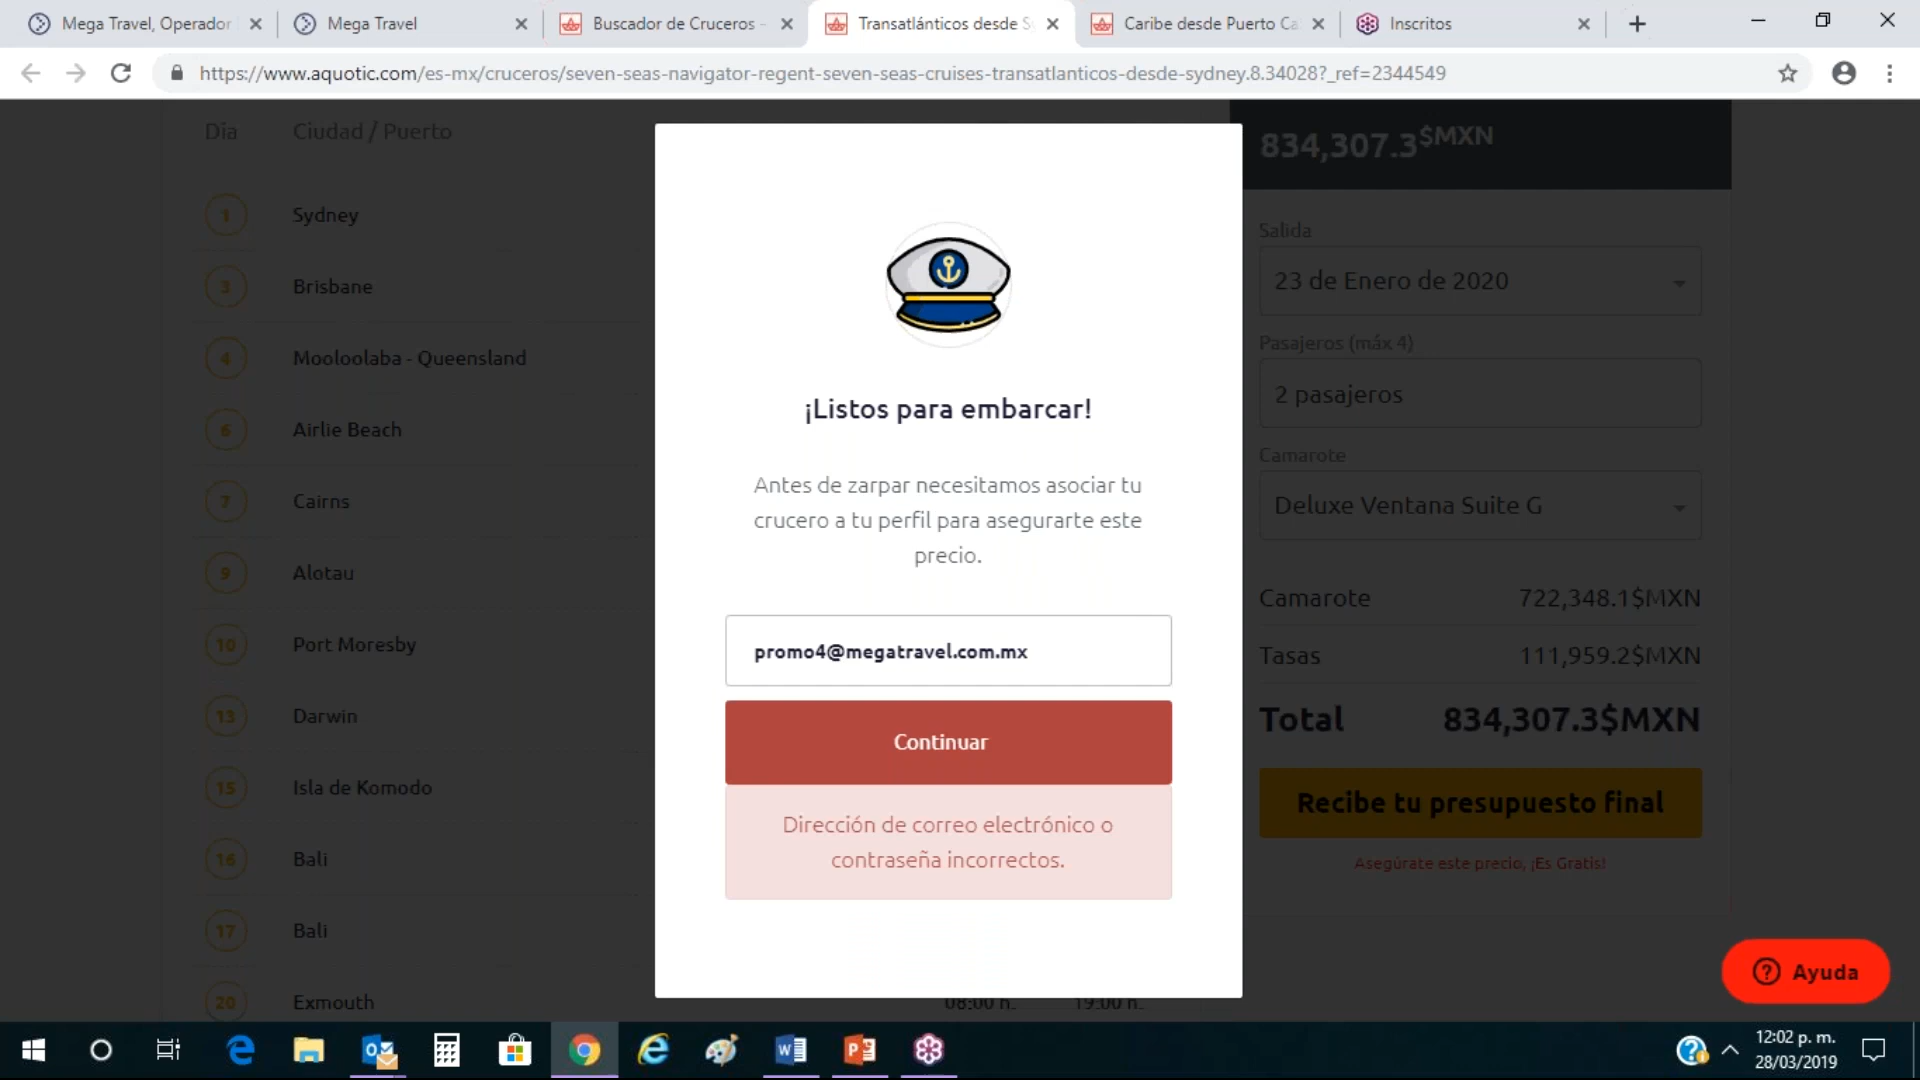 Mega Travel, Operador
Mega Travel
Buscador de Cruceros -
Transatlánticos desde S
Caribe desde Puerto Ca
Inscritos
https://www.aquotic.com/es-mx/cruceros/seven-seas-navigator-regent-seven-seas-cruises-transatlanticos-desde-sydney.8.34028?_ref=2344549
Día Ciudad / Puerto
1 Sydney
3 Brisbane
4 Mooloolaba - Queensland
6 Airlie Beach
7 Cairns
9 Alotau
10 Port Moresby
13 Darwin
15 Isla de Komodo
16 Bali
17 Bali
20 Exmouth 08:00 h. 19:00 h.
¡Listos para embarcar!
Antes de zarpar necesitamos asociar tu
crucero a tu perfil para asegurarte este
precio.
promo4@megatravel.com.mx
Continuar
Dirección de correo electrónico o
contraseña incorrectos.
834,307.3$MXN
Salida
23 de Enero de 2020
Pasajeros (máx 4)
2 pasajeros
Camarote
Deluxe Ventana Suite G
Camarote 722,348.1$MXN
Tasas 111,959.2$MXN
Total 834,307.3$MXN
Recibe tu presupuesto final
Asegúrate este precio, ¡Es Gratis!
Ayuda
12:02 p. m.
28/03/2019